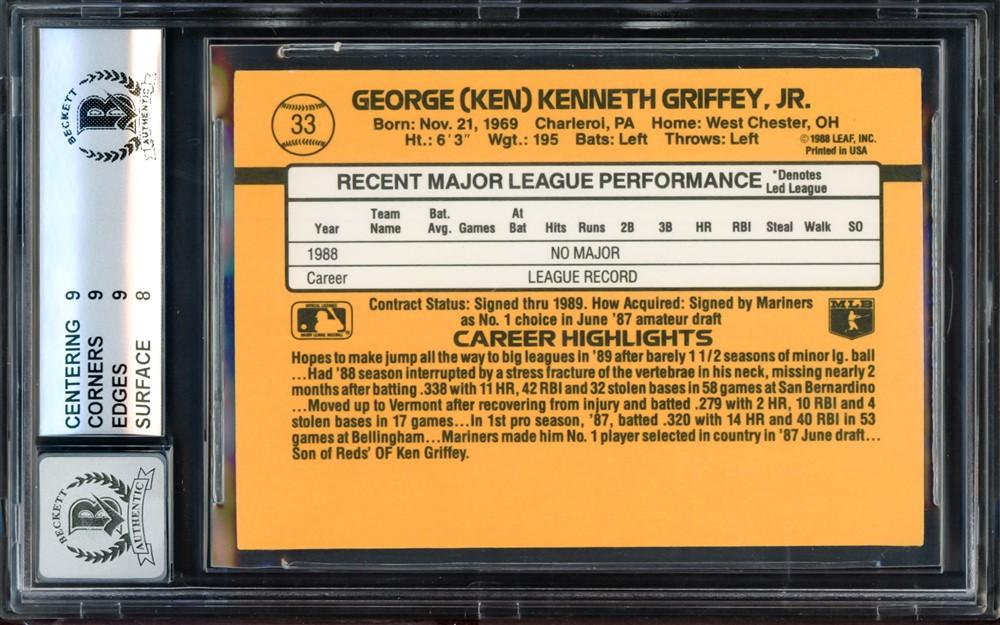 BECKETT
AUTHENTIC
CENTERING 9
CORNERS 9
EDGES 9
SURFACE 8
BECKETT
AUTHENTIC
33
GEORGE (KEN) KENNETH GRIFFEY, JR.
Born: Nov. 21, 1969 Charleroi, PA Home: West Chester, OH
Ht.: 6'3" Wgt.: 195 Bats: Left Throws: Left
© 1988 LEAF, INC.
Printed in USA
RECENT MAJOR LEAGUE PERFORMANCE
*Denotes
Led League
Year Team Name Bat. Avg. Games At Bat Hits Runs 2B 3B HR RBI Steal Walk SO
1988 NO MAJOR
Career LEAGUE RECORD
Contract Status: Signed thru 1989. How Acquired: Signed by Mariners
as No. 1 choice in June '87 amateur draft
MLB
CAREER HIGHLIGHTS
Hopes to make jump all the way to big leagues in '89 after barely 1 1/2 seasons of minor lg. ball
...Had '88 season interrupted by a stress fracture of the vertebrae in his neck, missing nearly 2
months after batting .338 with 11 HR, 42 RBI and 32 stolen bases in 58 games at San Bernardino
...Moved up to Vermont after recovering from injury and batted .279 with 2 HR, 10 RBI and 4
stolen bases in 17 games...In 1st pro season, '87, batted .320 with 14 HR and 40 RBI in 53
games at Bellingham...Mariners made him No. 1 player selected in country in '87 June draft...
Son of Reds' OF Ken Griffey.